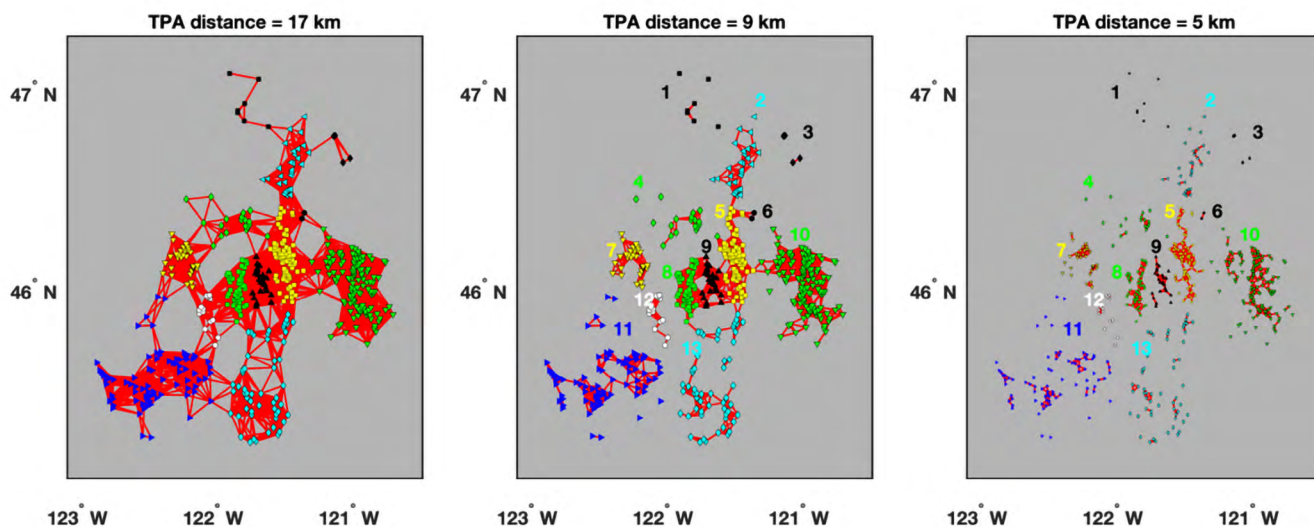 TPA distance = 17 km
TPA distance = 9 km
TPA distance = 5 km
47° N
46° N
123° W
122° W
121° W
47° N
46° N
1
2
3
4
5
6
7
8
9
10
11
12
13
123° W
122° W
121° W
47° N
46° N
1
2
3
4
5
6
7
8
9
10
11
12
13
123° W
122° W
121° W